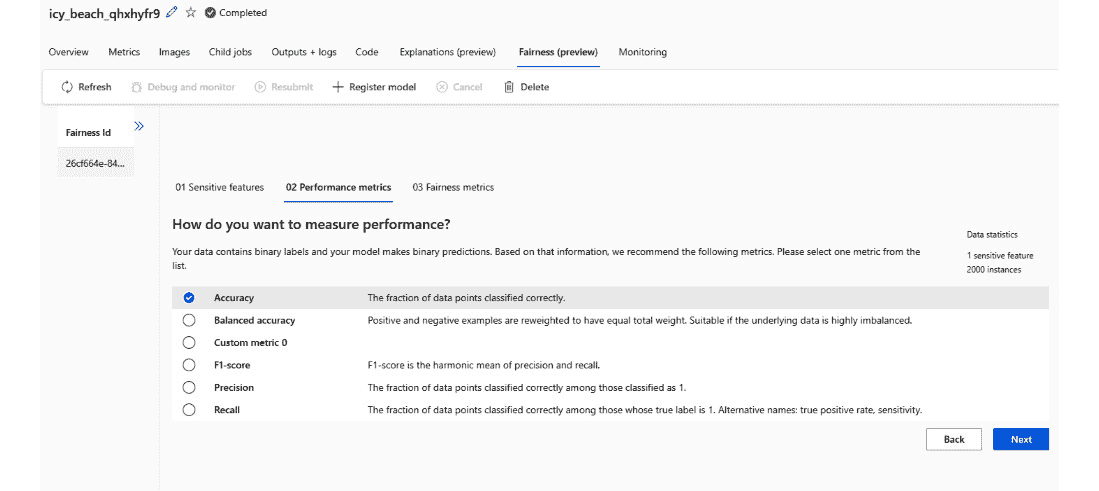 icy_beach_qhxhyfr9 Completed
Overview Metrics Images Child jobs Outputs + logs Code Explanations (preview) Fairness (preview) Monitoring
Refresh Debug and monitor Resubmit Register model Cancel Delete
Fairness Id
26cf664e-84...
01 Sensitive features 02 Performance metrics 03 Fairness metrics
How do you want to measure performance?
Your data contains binary labels and your model makes binary predictions. Based on that information, we recommend the following metrics. Please select one metric from the
list.
Data statistics
1 sensitive feature
2000 instances
Accuracy The fraction of data points classified correctly.
Balanced accuracy Positive and negative examples are reweighted to have equal total weight. Suitable if the underlying data is highly imbalanced.
Custom metric 0
F1-score F1-score is the harmonic mean of precision and recall.
Precision The fraction of data points classified correctly among those classified as 1.
Recall The fraction of data points classified correctly among those whose true label is 1. Alternative names: true positive rate, sensitivity.
Back Next